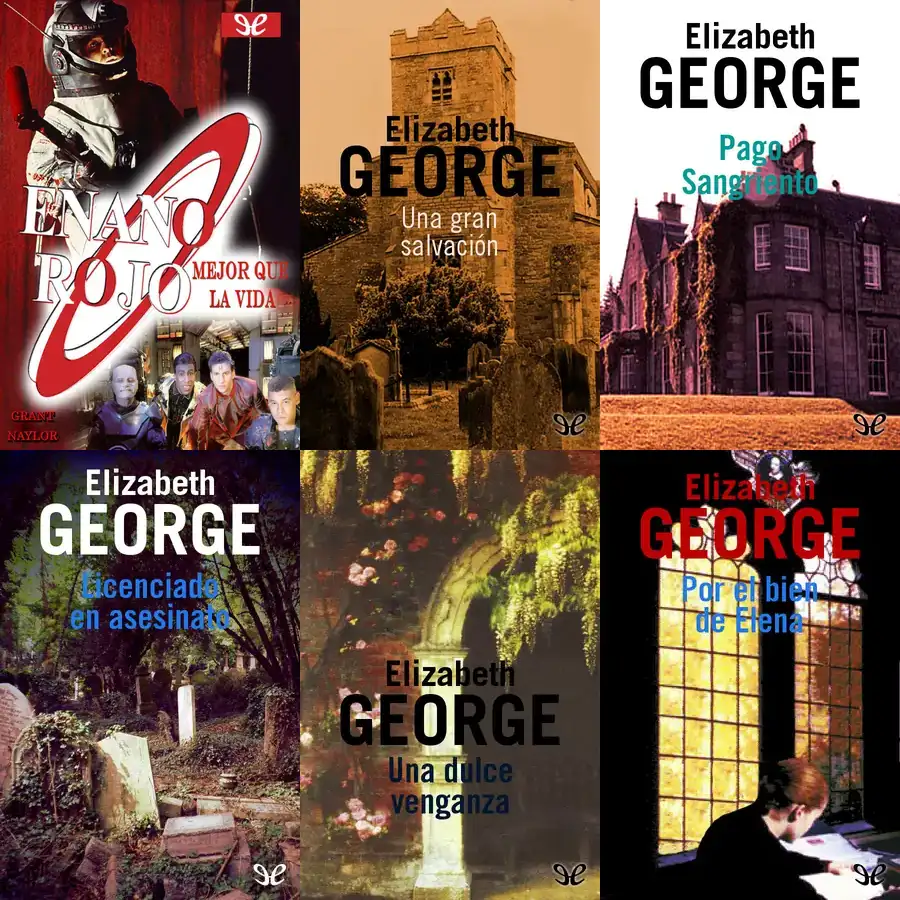 ENANO
ROJO
MEJOR QUE
LA VIDA
GRANT
NAYLOR
Elizabeth
GEORGE
Una gran
salvación
Elizabeth
GEORGE
Pago
Sangriento
Elizabeth
GEORGE
Licenciado
en asesinato
Elizabeth
GEORGE
Una dulce
venganza
Elizabeth
GEORGE
Por el bien
de Elena